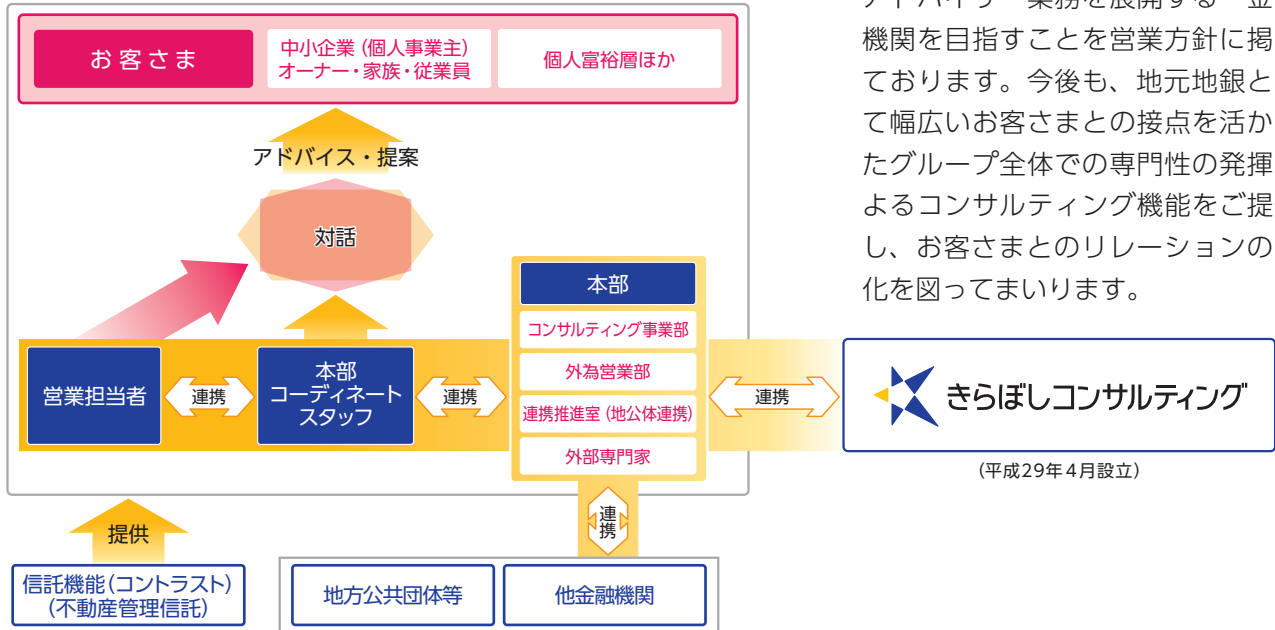 お客さま
中小企業(個人事業主)
オーナー・家族・従業員
個人富裕層ほか
アドバイス・提案
対話
本部
コンサルティング事業部
外為営業部
連携推進室(地公体連携)
外部専門家
営業担当者
連携
本部
コーディネート
スタッフ
連携
連携
きらぼしコンサルティング
(平成29年4月設立)
連携
提供
信託機能(コントラスト)
(不動産管理信託)
地方公共団体等
他金融機関
機関を目指すことを営業方針に掲
ております。今後も、地元地銀と
て幅広いお客さまとの接点を活か
たグループ全体での専門性の発揮
よるコンサルティング機能をご提
し、お客さまとのリレーションの
化を図ってまいります。